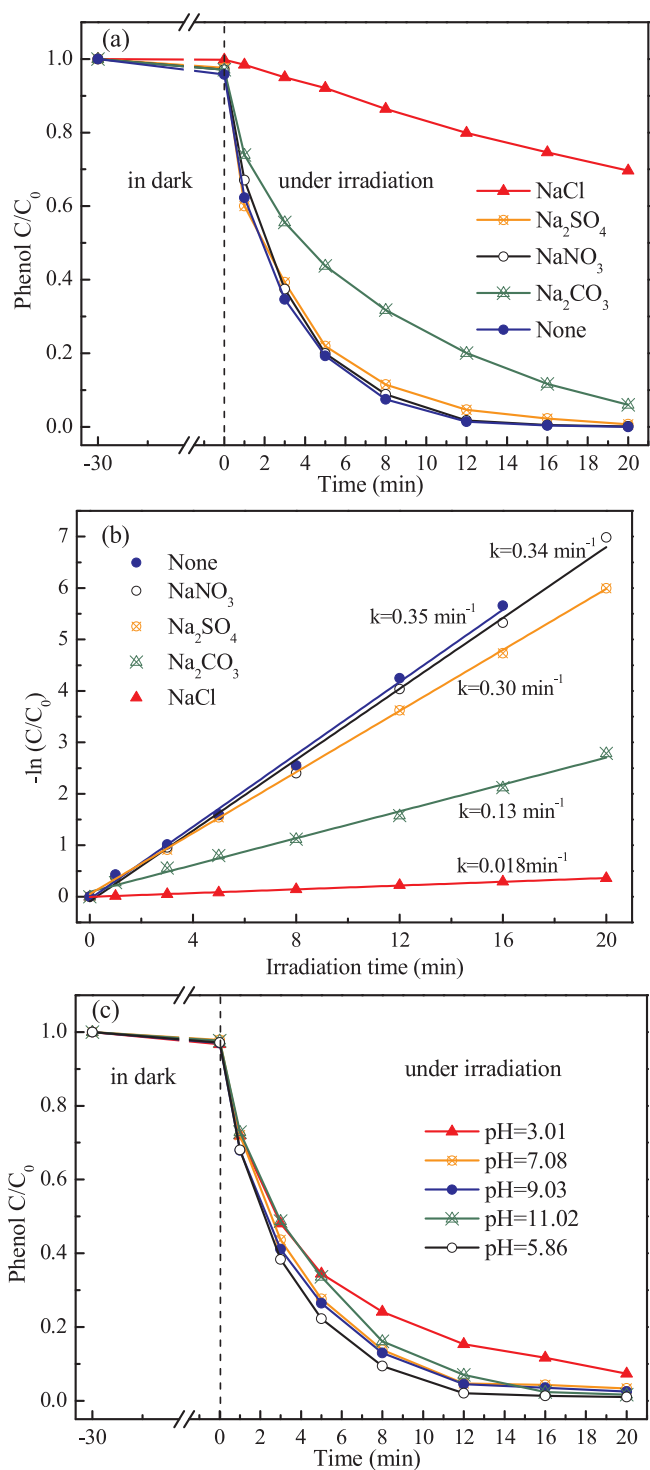 (a)
1.0
0.8
0.6
0.4
0.2
0.0
Phenol C/C₀
in dark
under irradiation
NaCl
Na₂SO₄
NaNO₃
Na₂CO₃
None
-30 0 2 4 6 8 10 12 14 16 18 20
Time (min)
(b)
7
6
5
4
3
2
1
0
-ln (C/C₀)
None
NaNO₃
Na₂SO₄
Na₂CO₃
NaCl
k=0.34 min⁻¹
k=0.35 min⁻¹
k=0.30 min⁻¹
k=0.13 min⁻¹
k=0.018min⁻¹
0 4 8 12 16 20
Irradiation time (min)
(c)
1.0
0.8
0.6
0.4
0.2
0.0
Phenol C/C₀
in dark
under irradiation
pH=3.01
pH=7.08
pH=9.03
pH=11.02
pH=5.86
-30 0 2 4 6 8 10 12 14 16 18 20
Time (min)